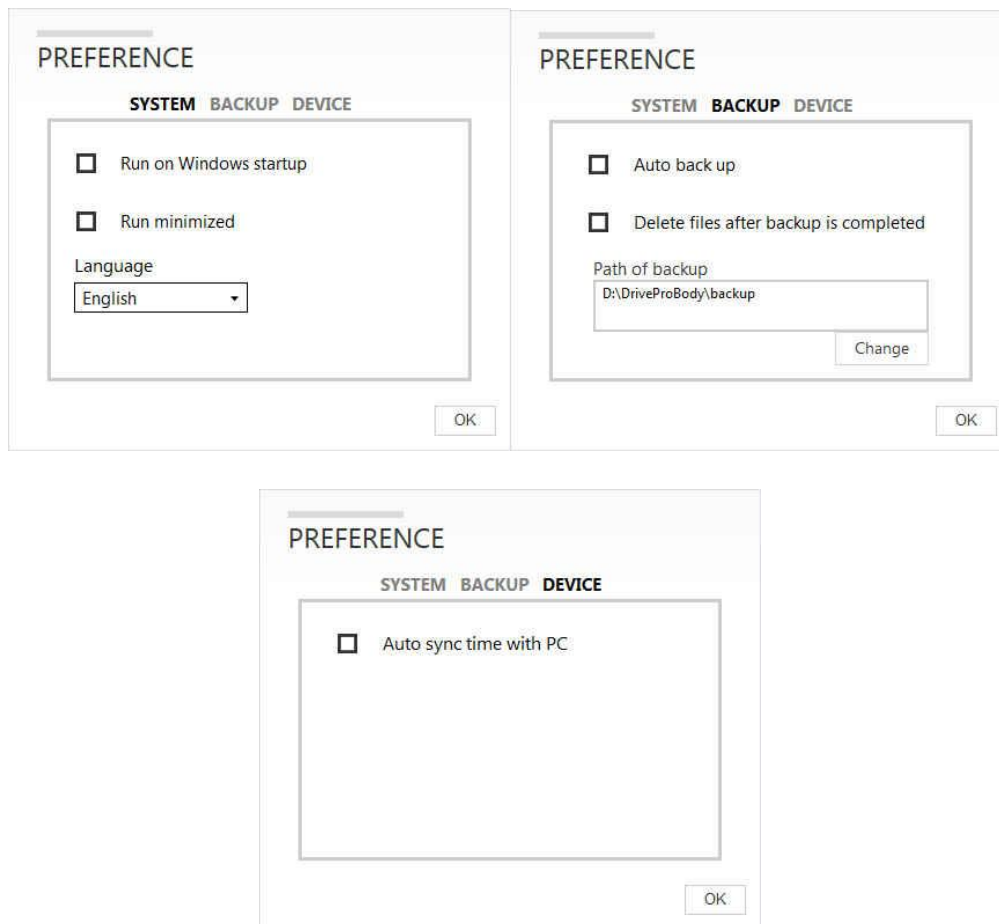 PREFERENCE
SYSTEM BACKUP DEVICE
Run on Windows startup
Run minimized
Language
English
OK
PREFERENCE
SYSTEM BACKUP DEVICE
Auto back up
Delete files after backup is completed
Path of backup
D:\DriveProBody\backup
Change
OK
PREFERENCE
SYSTEM BACKUP DEVICE
Auto sync time with PC
OK